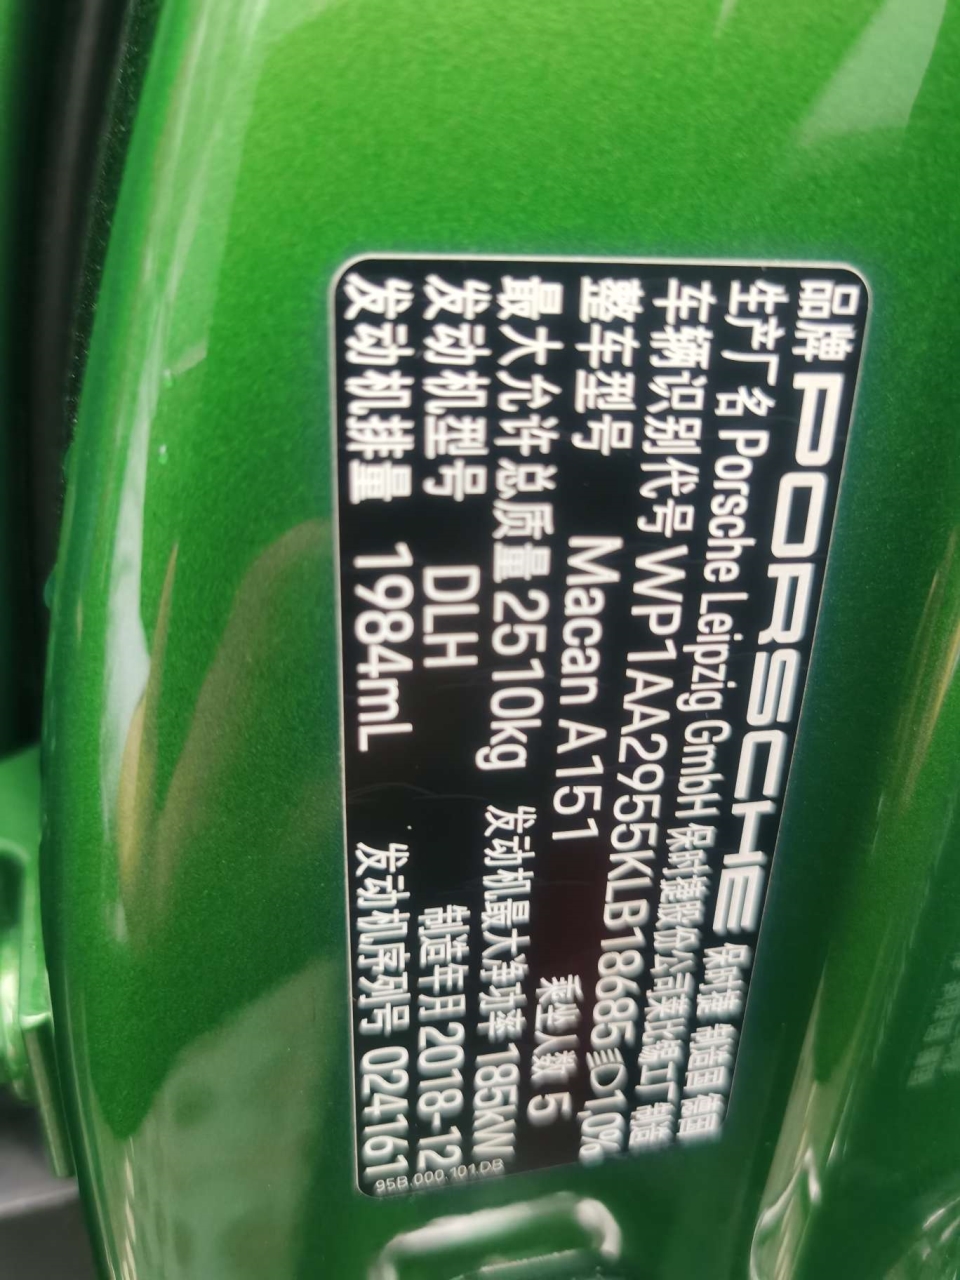 品牌 PORSCHE 保时捷 制造国 德国
生产厂名 Porsche Leipzig GmbH 保时捷股份公司莱比锡工厂 制造
车辆识别代号 WP1AA2955KLB18685 1,0%
整车型号 Macan A151 乘坐人数 5
最大允许总质量 2510kg 发动机最大净功率 185kW
发动机型号 DLH 制造年月 2018-12
发动机排量 1984mL 发动机序列号 024161
95B.000.101.DB